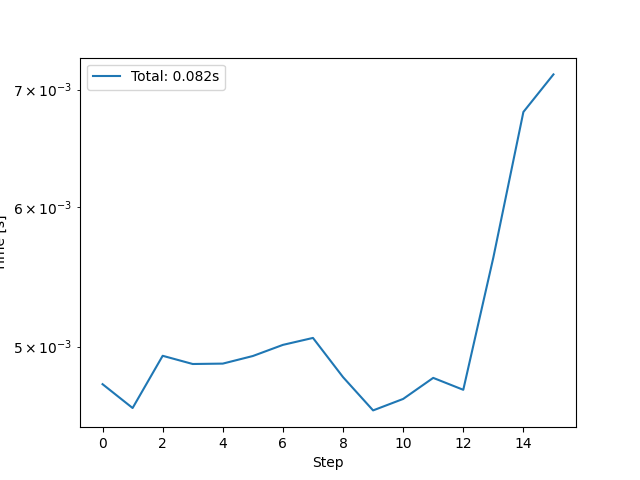 Total: 0.082s
7 × 10⁻³
6 × 10⁻³
5 × 10⁻³
[s]
0 2 4 6 8 10 12 14
Step